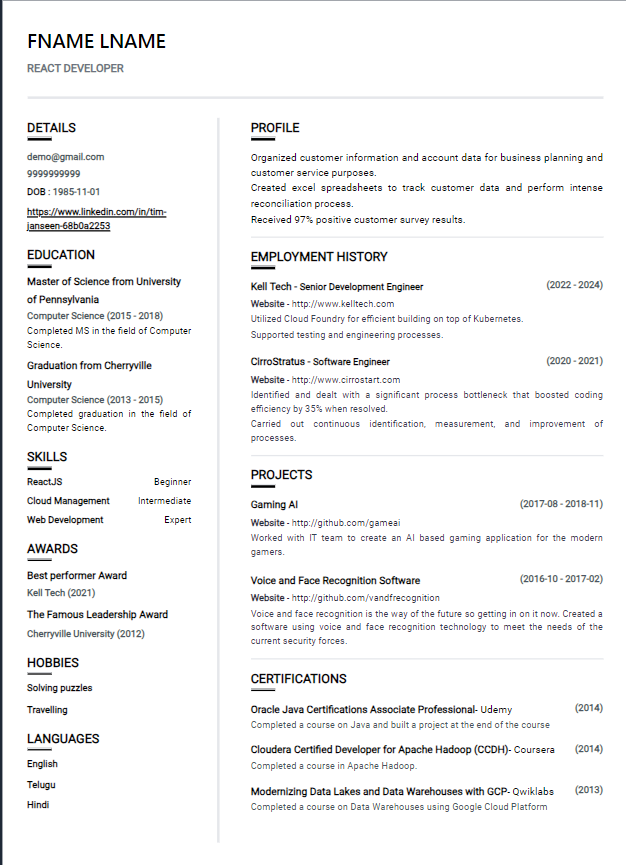 FNAME LNAME
REACT DEVELOPER
DETAILS
demo@gmail.com
9999999999
DOB : 1985-11-01
https://www.linkedin.com/in/tim-
janseen-68b0a2253
EDUCATION
Master of Science from University
of Pennsylvania
Computer Science (2015 - 2018)
Completed MS in the field of Computer
Science.
Graduation from Cherryville
University
Computer Science (2013 - 2015)
Completed graduation in the field of
Computer Science.
SKILLS
ReactJS Beginner
Cloud Management Intermediate
Web Development Expert
AWARDS
Best performer Award
Kell Tech (2021)
The Famous Leadership Award
Cherryville University (2012)
HOBBIES
Solving puzzles
Travelling
LANGUAGES
English
Telugu
Hindi
PROFILE
Organized customer information and account data for business planning and
customer service purposes.
Created excel spreadsheets to track customer data and perform intense
reconciliation process.
Received 97% positive customer survey results.
EMPLOYMENT HISTORY
Kell Tech - Senior Development Engineer (2022 - 2024)
Website - http://www.kelltech.com
Utilized Cloud Foundry for efficient building on top of Kubernetes.
Supported testing and engineering processes.
CirroStratus - Software Engineer (2020 - 2021)
Website - http://www.cirrostart.com
Identified and dealt with a significant process bottleneck that boosted coding
efficiency by 35% when resolved.
Carried out continuous identification, measurement, and improvement of
processes.
PROJECTS
Gaming AI (2017-08 - 2018-11)
Website - http://github.com/gameai
Worked with IT team to create an AI based gaming application for the modern
gamers.
Voice and Face Recognition Software (2016-10 - 2017-02)
Website - http://github.com/vandfrecognition
Voice and face recognition is the way of the future so getting in on it now. Created a
software using voice and face recognition technology to meet the needs of the
current security forces.
CERTIFICATIONS
Oracle Java Certifications Associate Professional- Udemy (2014)
Completed a course on Java and built a project at the end of the course
Cloudera Certified Developer for Apache Hadoop (CCDH)- Coursera (2014)
Completed a course in Apache Hadoop.
Modernizing Data Lakes and Data Warehouses with GCP- Qwiklabs (2013)
Completed a course on Data Warehouses using Google Cloud Platform